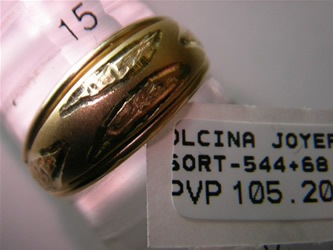 15
OLCINA JOYER
SORT-544+68
PVP 105.20